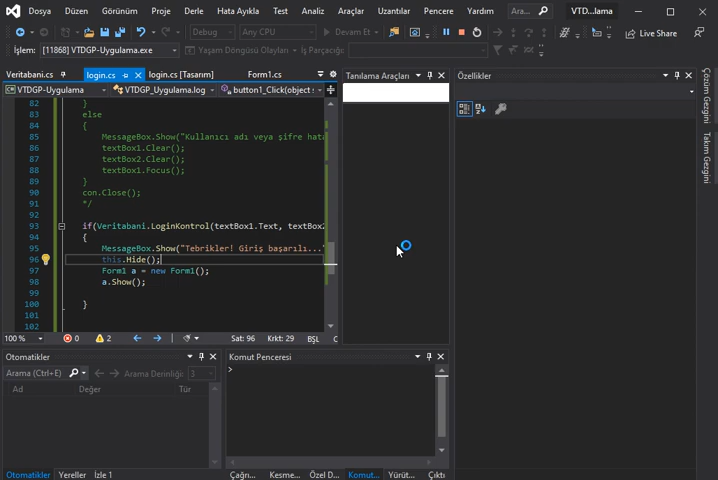 Dosya Düzen Görünüm Proje Derle Hata Ayıkla Test Analiz Araçlar Uzantılar Pencere Yardım Ara... VTD...lama
Debug Any CPU Devam Et Live Share
İşlem: [11868] VTDGP-Uygulama.exe Yaşam Döngüsü Olayları İş Parçacığı:
Veritabani.cs login.cs login.cs [Tasarım] Form1.cs
VTDGP-Uygulama VTDGP_Uygulama.log button1_Click(object s
82 }
83 else
84 {
85 MessageBox.Show("Kullanıcı adı veya şifre hata
86 textBox1.Clear();
87 textBox2.Clear();
88 textBox1.Focus();
89 }
90 con.Close();
91 */
92
93 if(Veritabani.LoginKontrol(textBox1.Text, textBox2
94 {
95 MessageBox.Show("Tebrikler! Giriş başarılı..."
96 this.Hide();
97 Form1 a = new Form1();
98 a.Show();
99
100 }
101
102
100 % 0 2 Sat: 96 Krkt: 29 BŞL
Tanılama Araçları
Özellikler
Çözüm Gezgini
Takım Gezgini
Otomatikler
Arama (Ctrl+E) Arama Derinliği: 3
Ad Değer Tür
Otomatikler Yereller İzle 1
Komut Penceresi
>
Çağrı... Kesme... Özel D... Komut... Yürüt... Çıktı